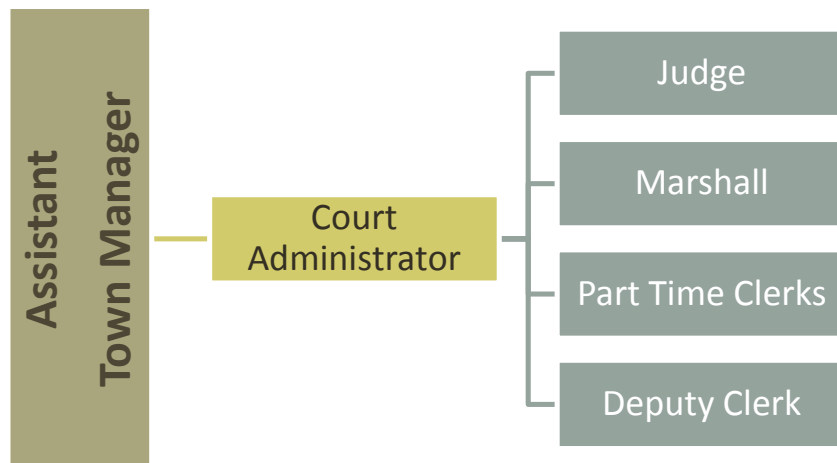 Assistant
Town Manager
Court
Administrator
Judge
Marshall
Part Time Clerks
Deputy Clerk